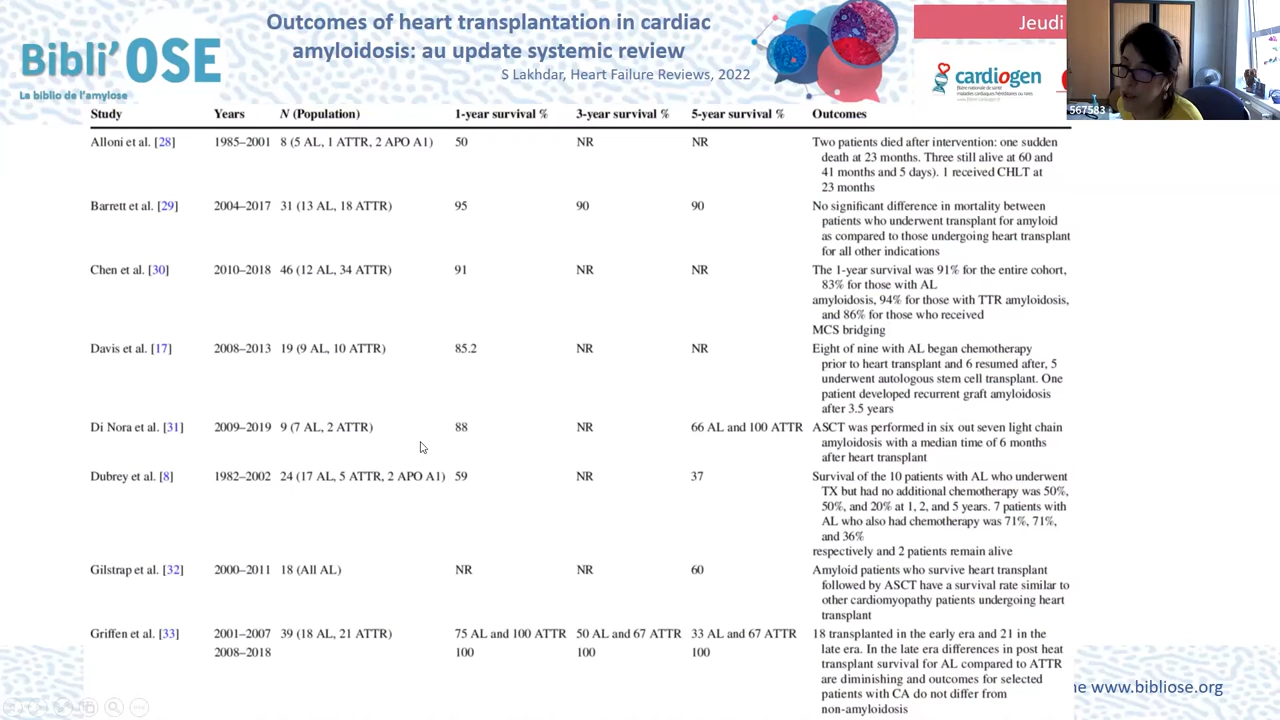 Outcomes of heart transplantation in cardiac
amyloidosis: au update systemic review
S Lakhdar, Heart Failure Reviews, 2022
Bibli'OSE
La biblio de l'amylose
Jeudi
cardiogen
filière nationale de santé
maladies cardiaques héréditaires ou rares
567583
Study Years N (Population) 1-year survival % 3-year survival % 5-year survival % Outcomes
Alloni et al. [28] 1985–2001 8 (5 AL, 1 ATTR, 2 APO A1) 50 NR NR Two patients died after intervention: one sudden
death at 23 months. Three still alive at 60 and
41 months and 5 days). 1 received CHLT at
23 months
Barrett et al. [29] 2004–2017 31 (13 AL, 18 ATTR) 95 90 90 No significant difference in mortality between
patients who underwent transplant for amyloid
as compared to those undergoing heart transplant
for all other indications
Chen et al. [30] 2010–2018 46 (12 AL, 34 ATTR) 91 NR NR The 1-year survival was 91% for the entire cohort,
83% for those with AL
amyloidosis, 94% for those with TTR amyloidosis,
and 86% for those who received
MCS bridging
Davis et al. [17] 2008–2013 19 (9 AL, 10 ATTR) 85.2 NR NR Eight of nine with AL began chemotherapy
prior to heart transplant and 6 resumed after, 5
underwent autologous stem cell transplant. One
patient developed recurrent graft amyloidosis
after 3.5 years
Di Nora et al. [31] 2009–2019 9 (7 AL, 2 ATTR) 88 NR 66 AL and 100 ATTR ASCT was performed in six out seven light chain
amyloidosis with a median time of 6 months
after heart transplant
Dubrey et al. [8] 1982–2002 24 (17 AL, 5 ATTR, 2 APO A1) 59 NR 37 Survival of the 10 patients with AL who underwent
TX but had no additional chemotherapy was 50%,
50%, and 20% at 1, 2, and 5 years. 7 patients with
AL who also had chemotherapy was 71%, 71%,
and 36%
respectively and 2 patients remain alive
Gilstrap et al. [32] 2000–2011 18 (All AL) NR NR 60 Amyloid patients who survive heart transplant
followed by ASCT have a survival rate similar to
other cardiomyopathy patients undergoing heart
transplant
Griffen et al. [33] 2001–2007 39 (18 AL, 21 ATTR) 75 AL and 100 ATTR 50 AL and 67 ATTR 33 AL and 67 ATTR 18 transplanted in the early era and 21 in the
2008–2018 100 100 100 late era. In the late era differences in post heat
transplant survival for AL compared to ATTR
are diminishing and outcomes for selected
patients with CA do not differ from
non-amyloidosis
ne www.bibliose.org